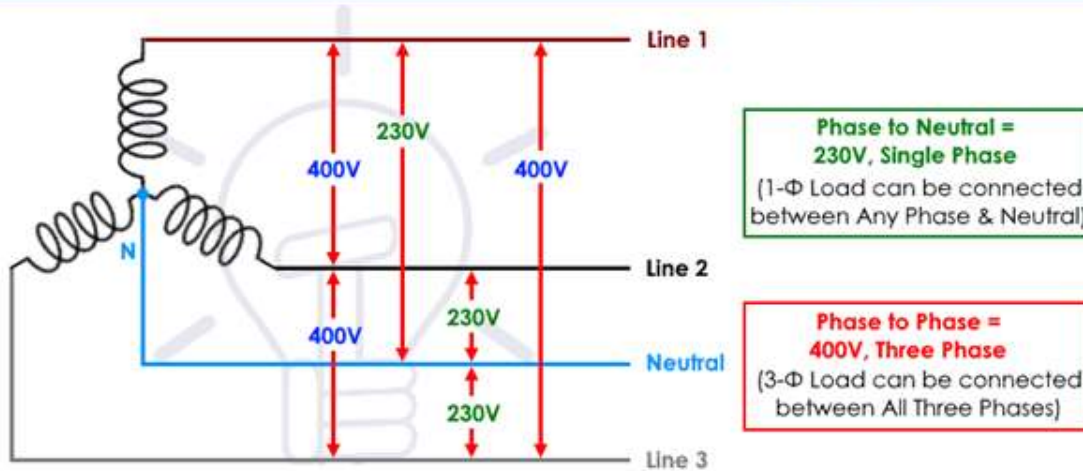 Line 1
230V
400V
400V
N
Line 2
400V
230V
Neutral
230V
Line 3
Phase to Neutral =
230V, Single Phase
(1-Φ Load can be connected
between Any Phase & Neutral)
Phase to Phase =
400V, Three Phase
(3-Φ Load can be connected
between All Three Phases)